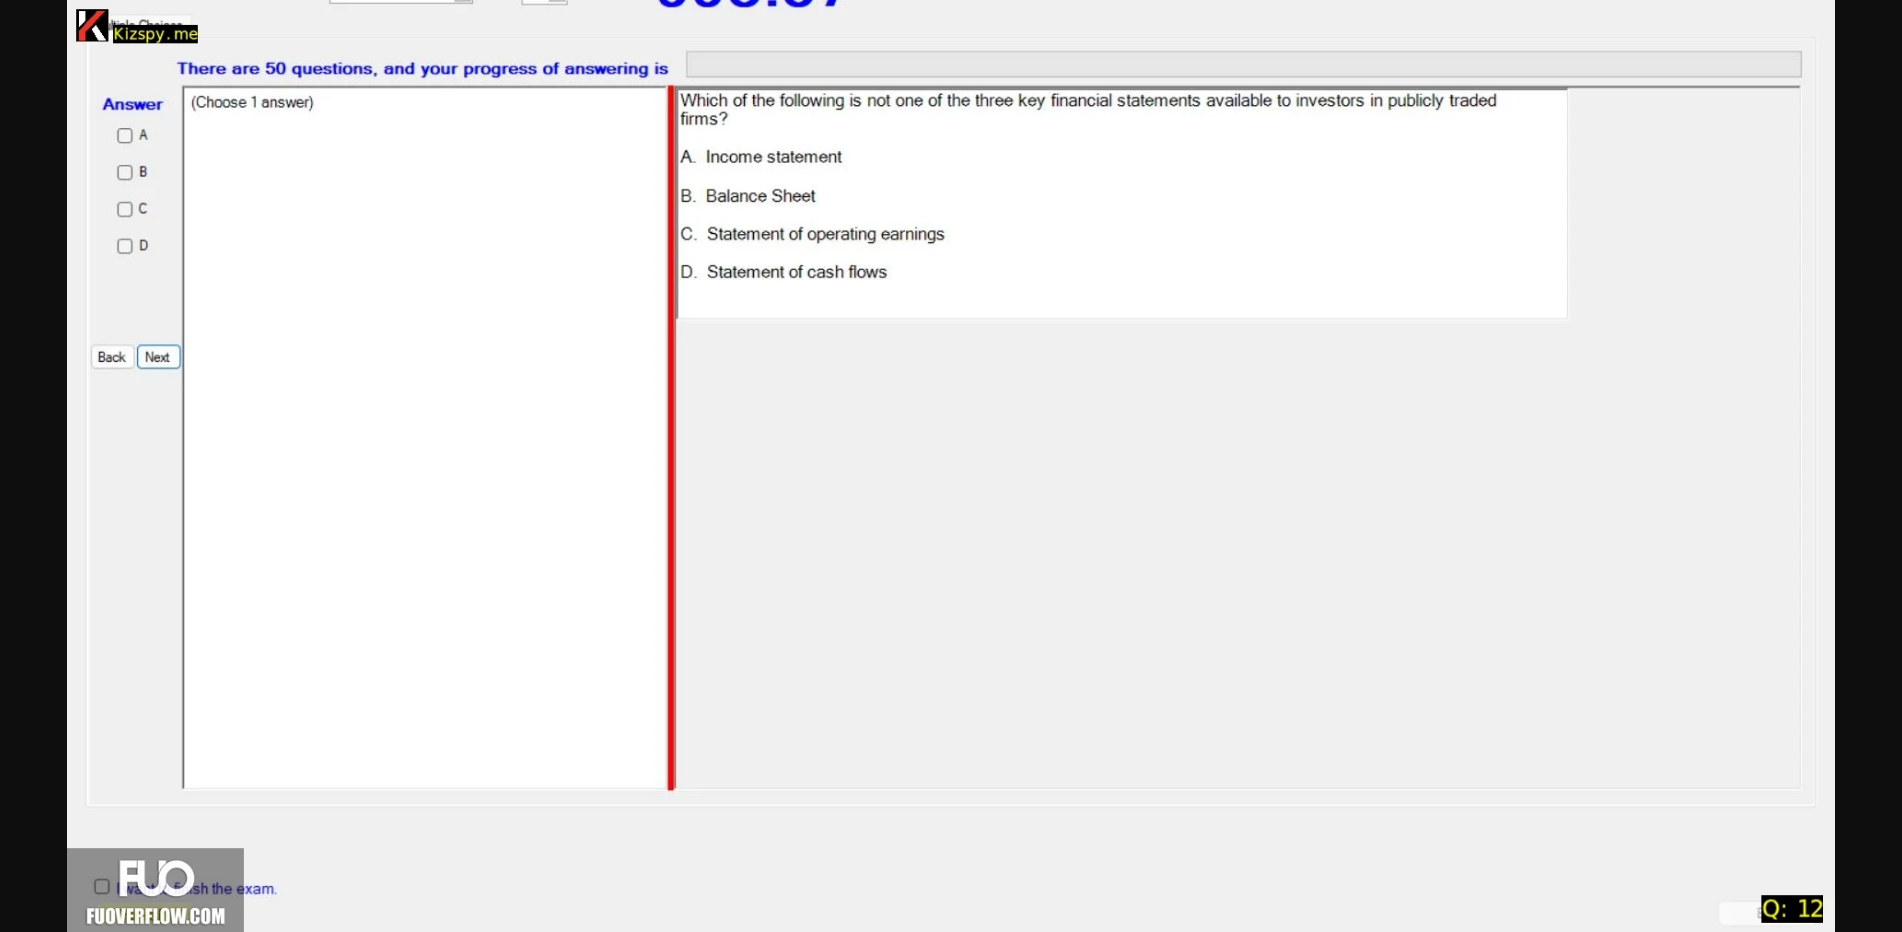 Kizspy.me
There are 50 questions, and your progress of answering is
Answer
(Choose 1 answer)
A
B
C
D
Back
Next
Which of the following is not one of the three key financial statements available to investors in publicly traded
firms?
A. Income statement
B. Balance Sheet
C. Statement of operating earnings
D. Statement of cash flows
FUO
finish the exam.
FUOVERFLOW.COM
Q: 12